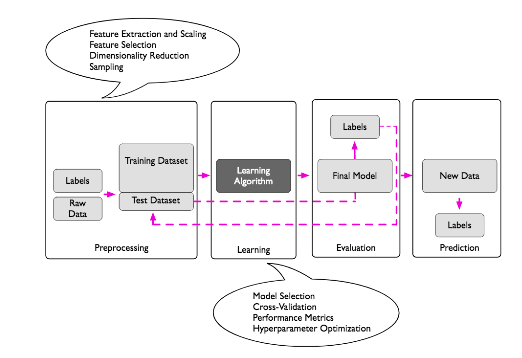 Feature Extraction and Scaling
Feature Selection
Dimensionality Reduction
Sampling
Labels
Raw
Data
Training Dataset
Test Dataset
Preprocessing
Learning
Algorithm
Learning
Labels
Final Model
Evaluation
New Data
Labels
Prediction
Model Selection
Cross-Validation
Performance Metrics
Hyperparameter Optimization